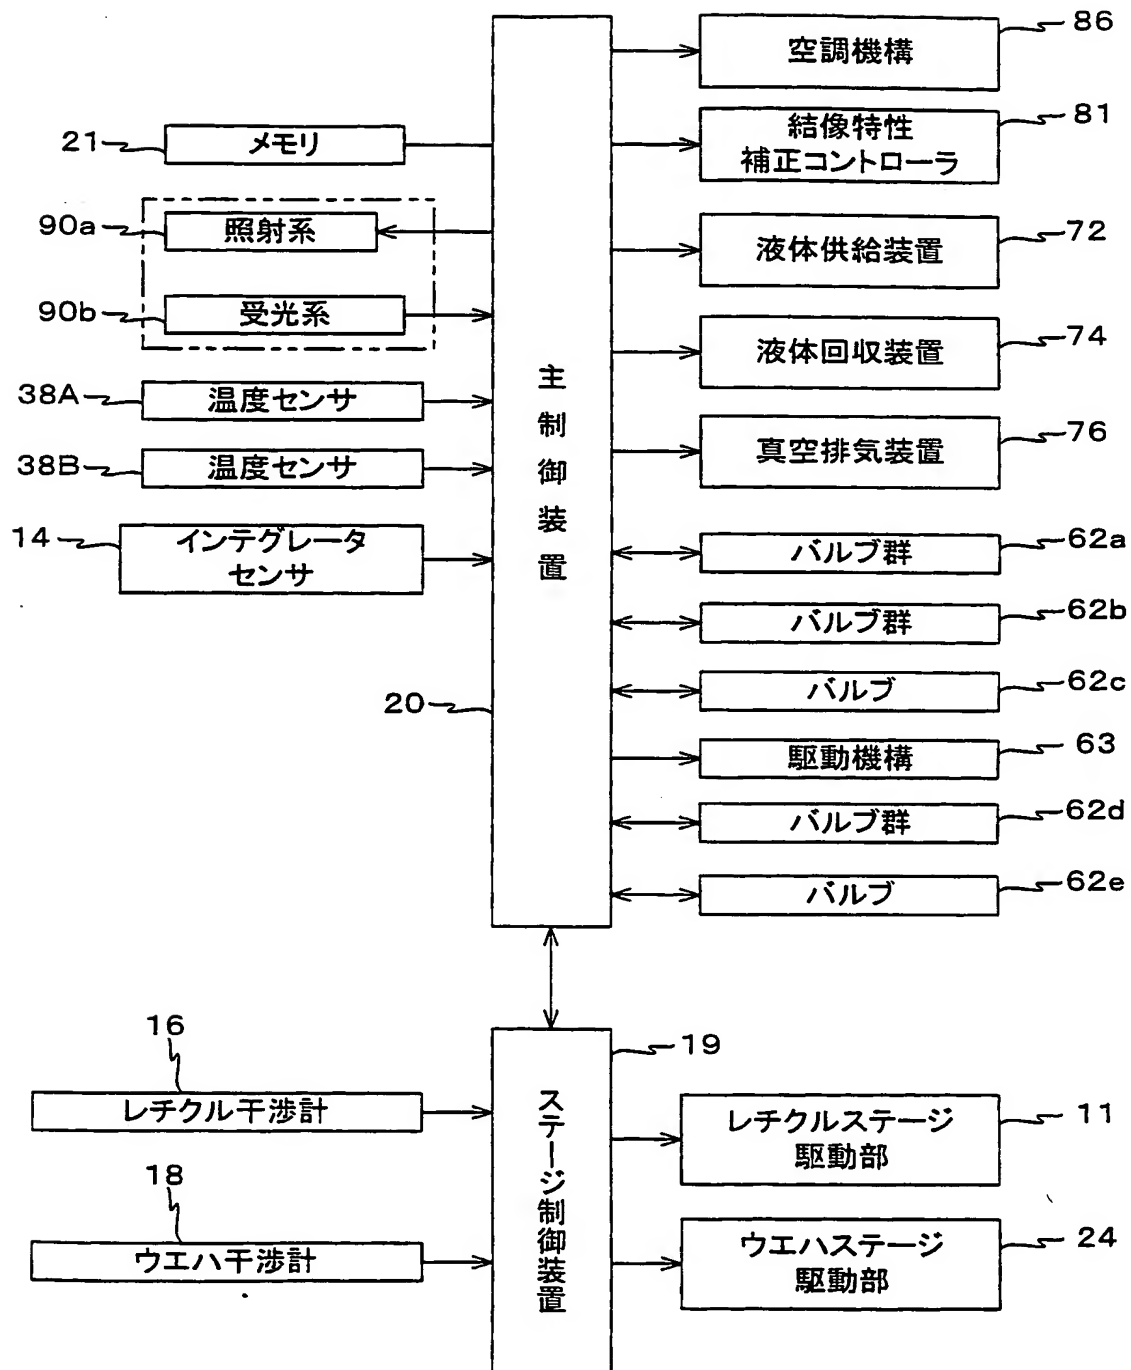 86
空調機構
81
結像特性
補正コントローラ
21
メモリ
90a
照射系
72
液体供給装置
90b
受光系
74
液体回収装置
38A
温度センサ
76
真空排気装置
38B
温度センサ
14
インテグレータ
センサ
主制御装置
62a
バルブ群
62b
バルブ群
20
62c
バルブ
63
駆動機構
62d
バルブ群
62e
バルブ
16
レチクル干渉計
19
ステージ制御装置
レチクルステージ
駆動部
11
18
ウエハ干渉計
ウエハステージ
駆動部
24